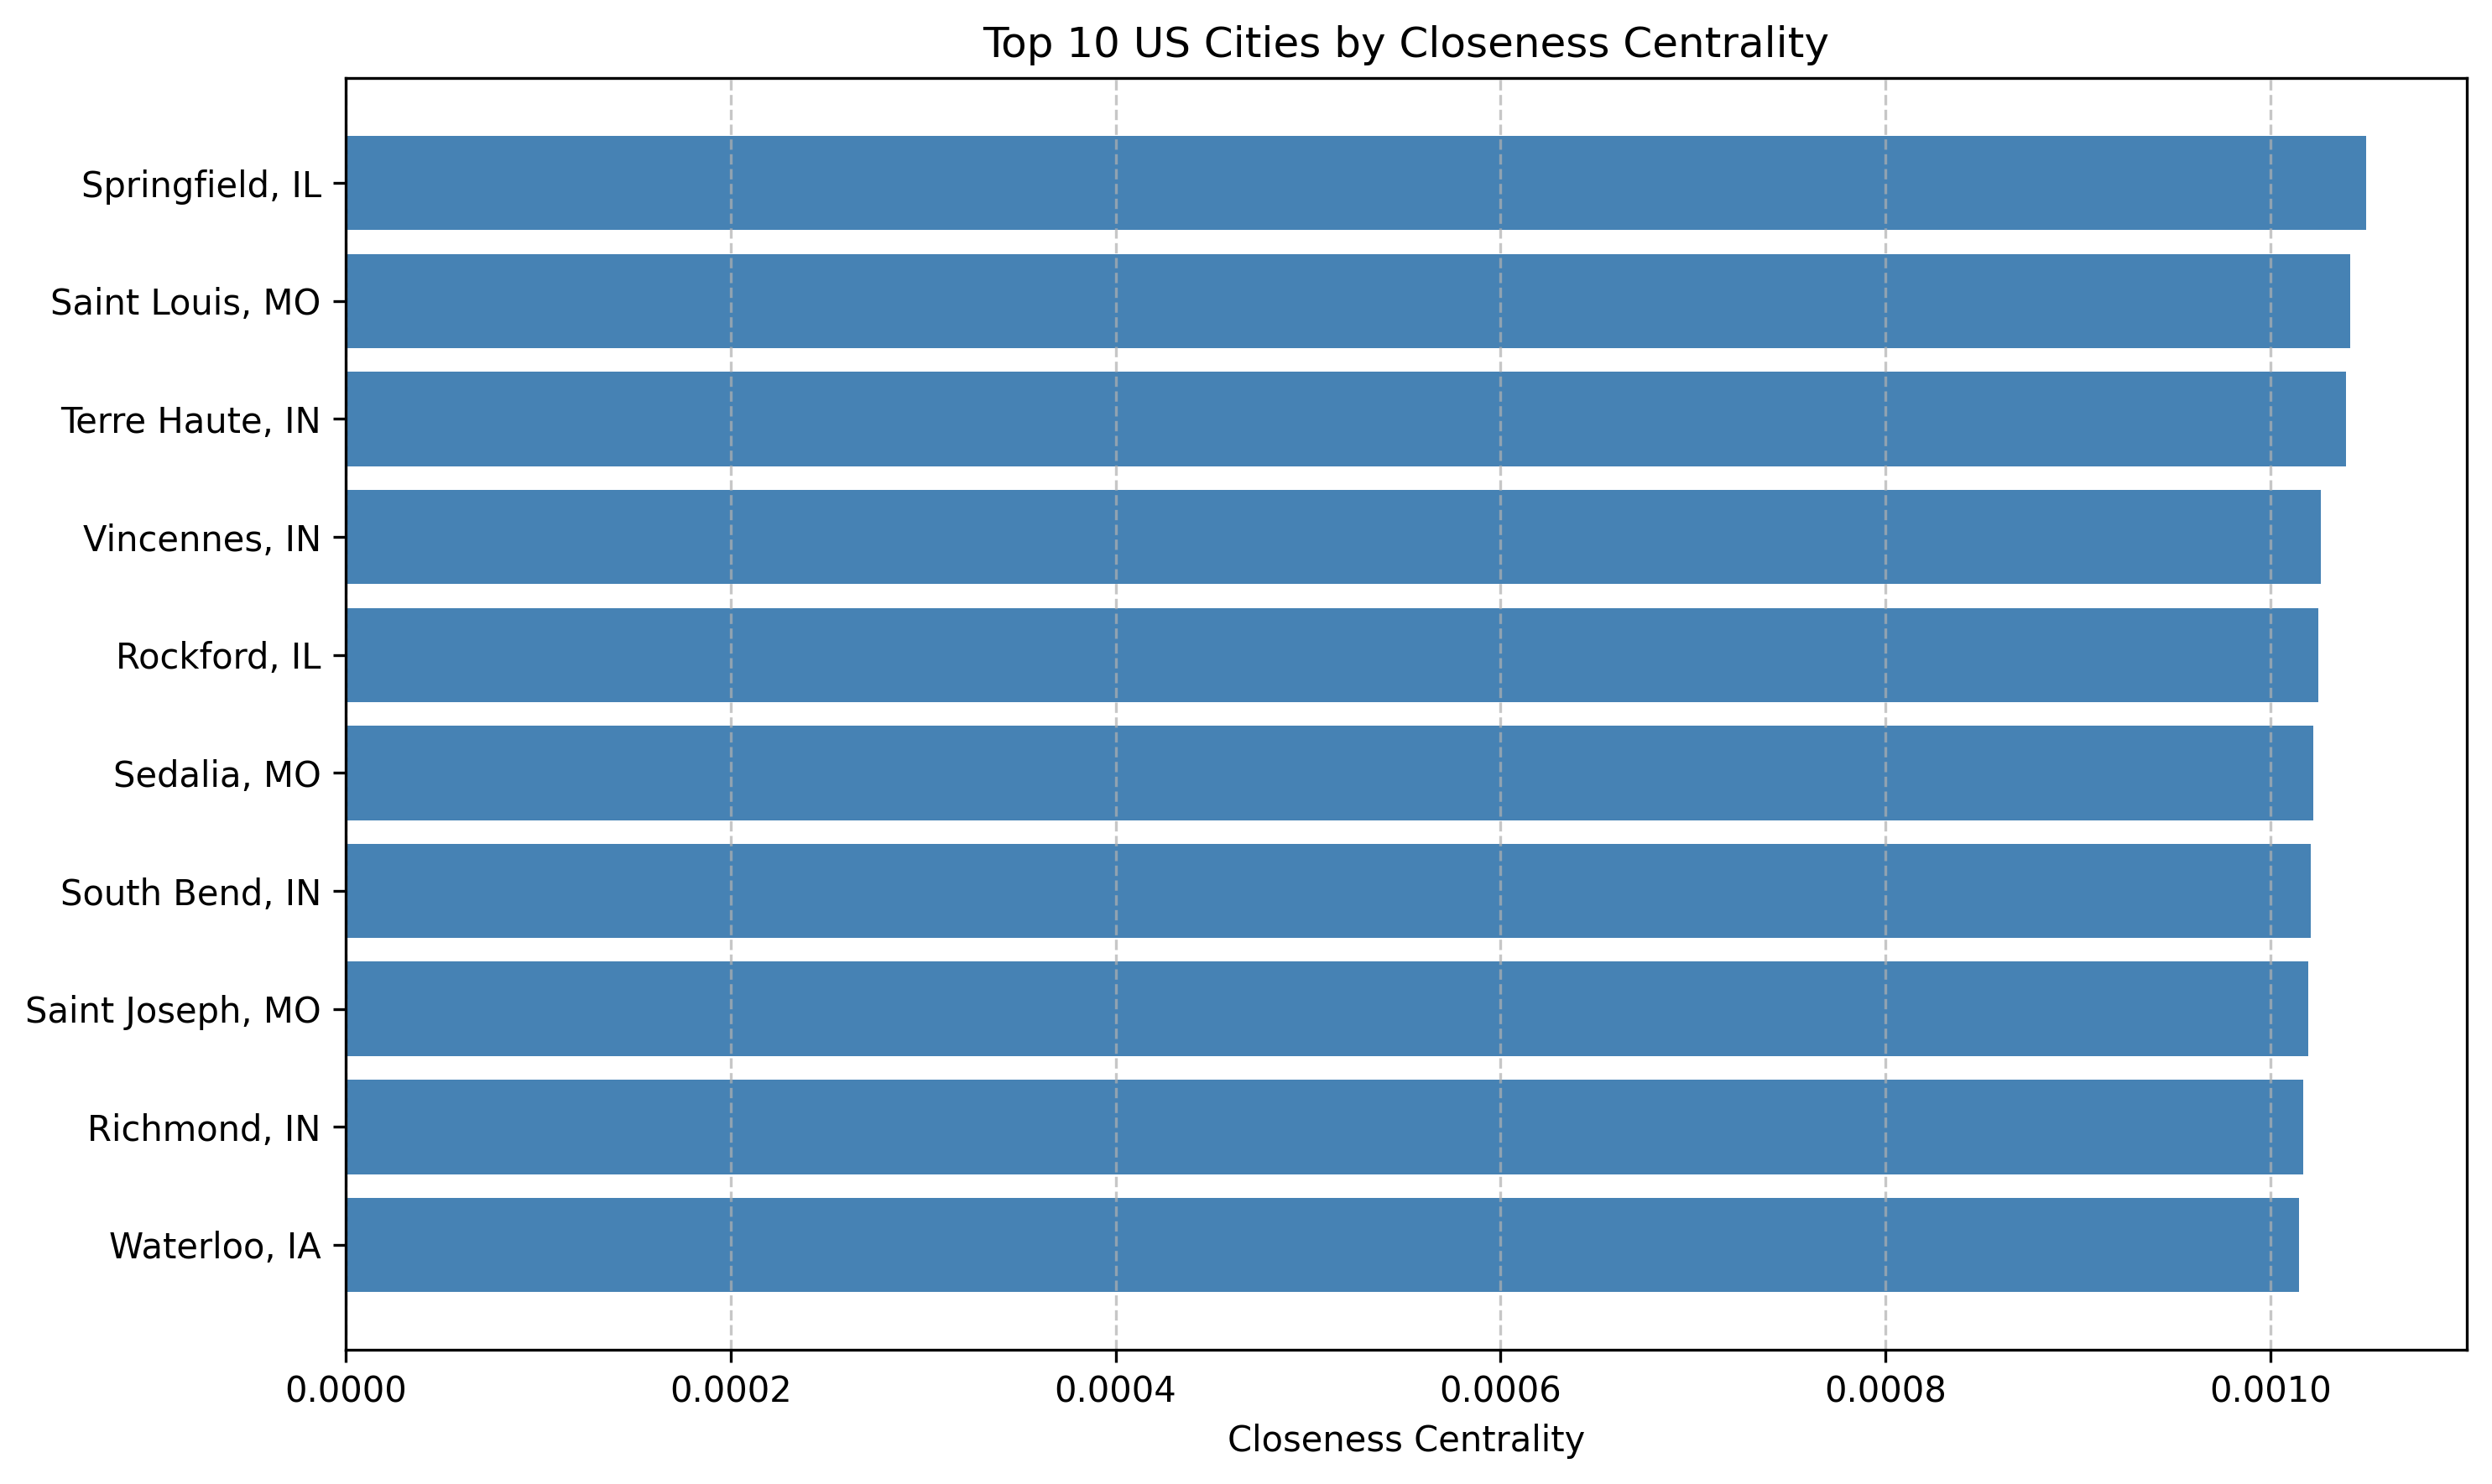 Top 10 US Cities by Closeness Centrality
Springfield, IL
Saint Louis, MO
Terre Haute, IN
Vincennes, IN
Rockford, IL
Sedalia, MO
South Bend, IN
Saint Joseph, MO
Richmond, IN
Waterloo, IA
0.0000 0.0002 0.0004 0.0006 0.0008 0.0010
Closeness Centrality